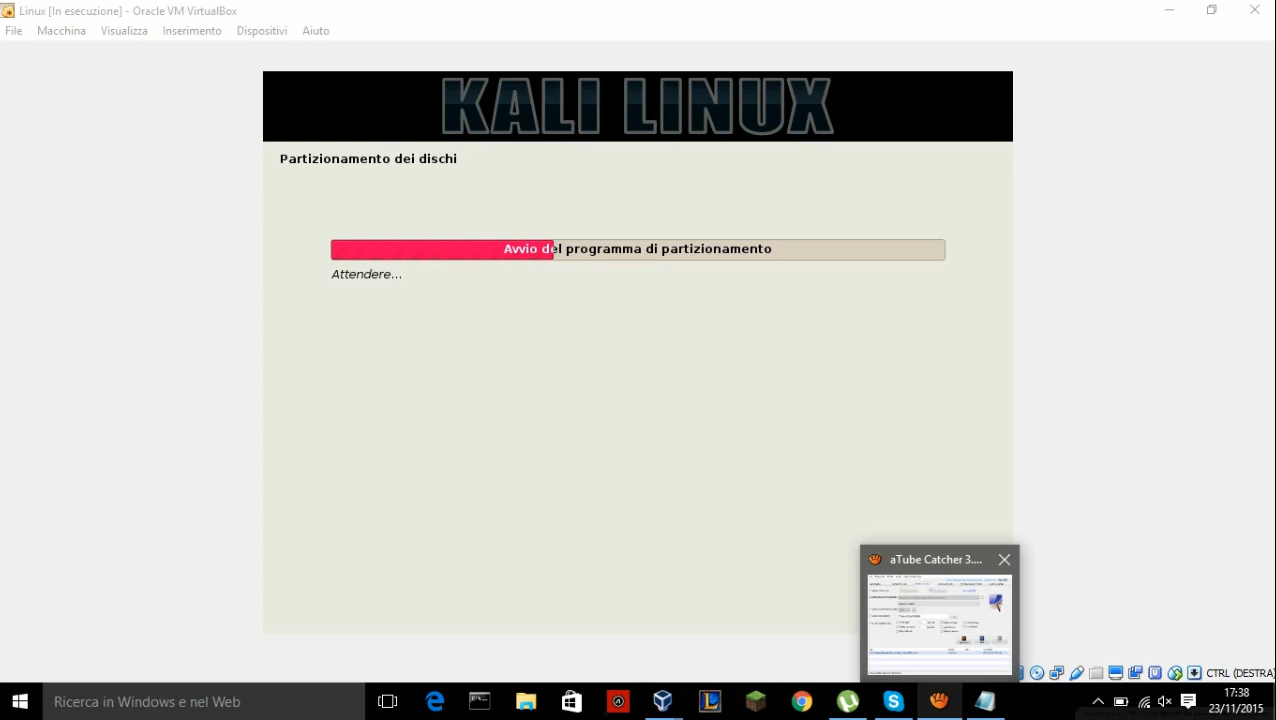 Linux [In esecuzione] - Oracle VM VirtualBox
File Macchina Visualizza Inserimento Dispositivi Aiuto
KALI LINUX
Partizionamento dei dischi
Avvio del programma di partizionamento
Attendere...
aTube Catcher 3....
CTRL (DESTRA)
Ricerca in Windows e nel Web
17:38
23/11/2015